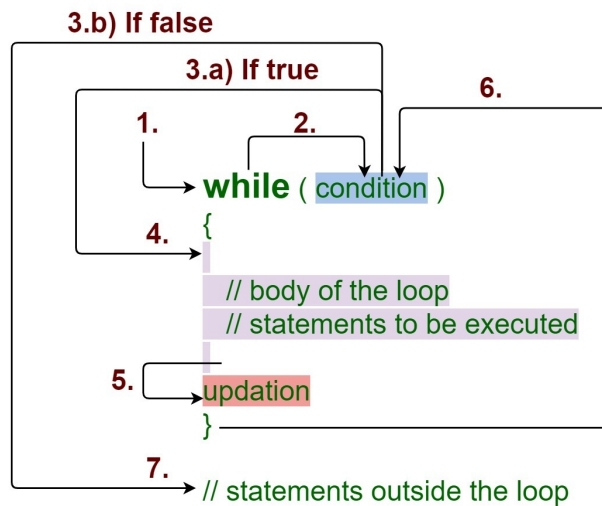 3.b) If false
3.a) If true
6.
1.
2.
while ( condition )
{
4.
// body of the loop
// statements to be executed
5.
updation
}
7.
// statements outside the loop